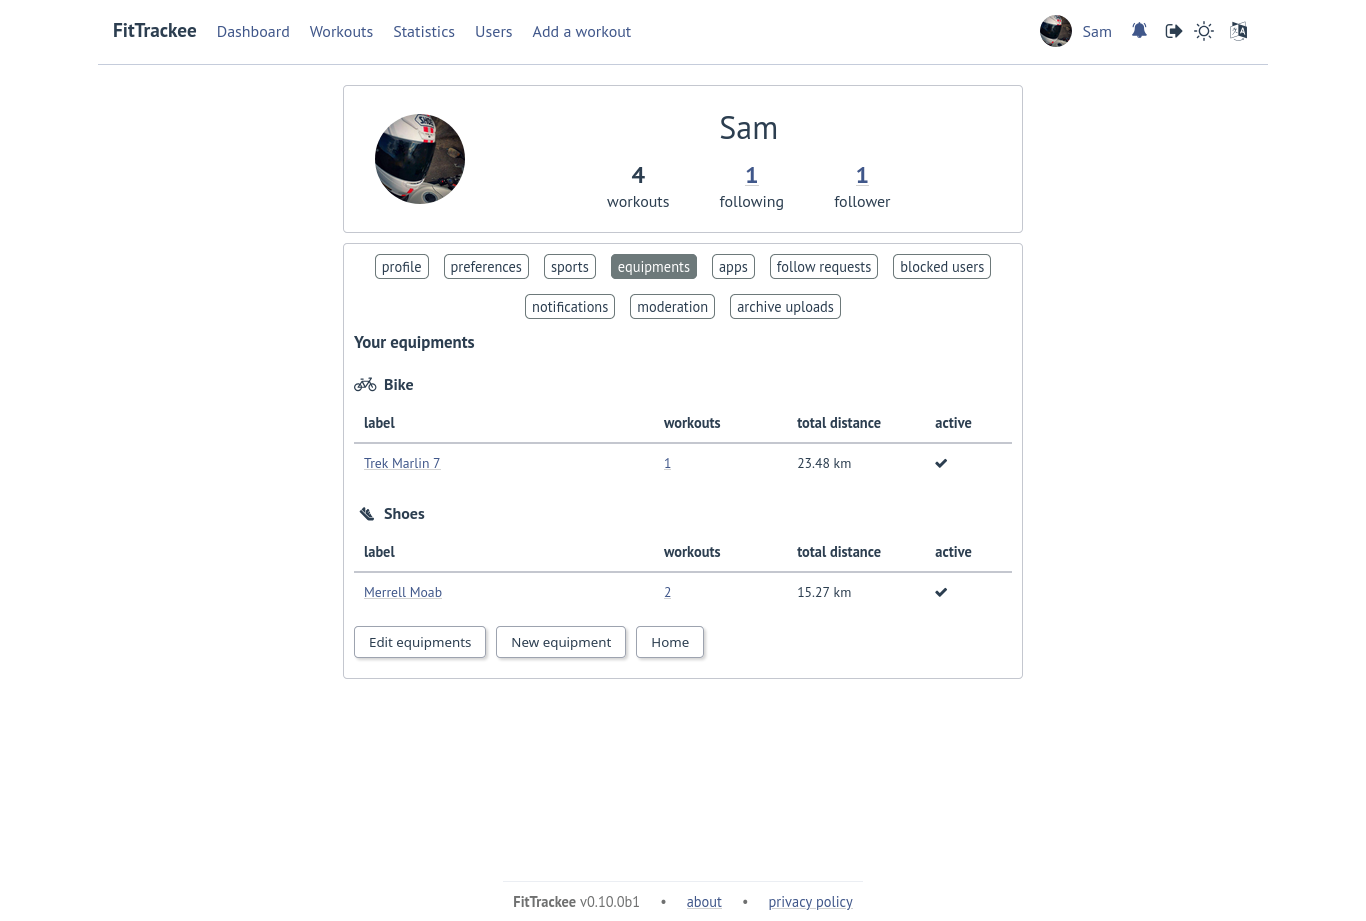 FitTrackee Dashboard Workouts Statistics Users Add a workout Sam
Sam
4 1 1
workouts following follower
profile preferences sports equipments apps follow requests blocked users
notifications moderation archive uploads
Your equipments
Bike
label workouts total distance active
Trek Marlin 7 1 23.48 km
Shoes
label workouts total distance active
Merrell Moab 2 15.27 km
Edit equipments New equipment Home
FitTrackee v0.10.0b1 • about • privacy policy